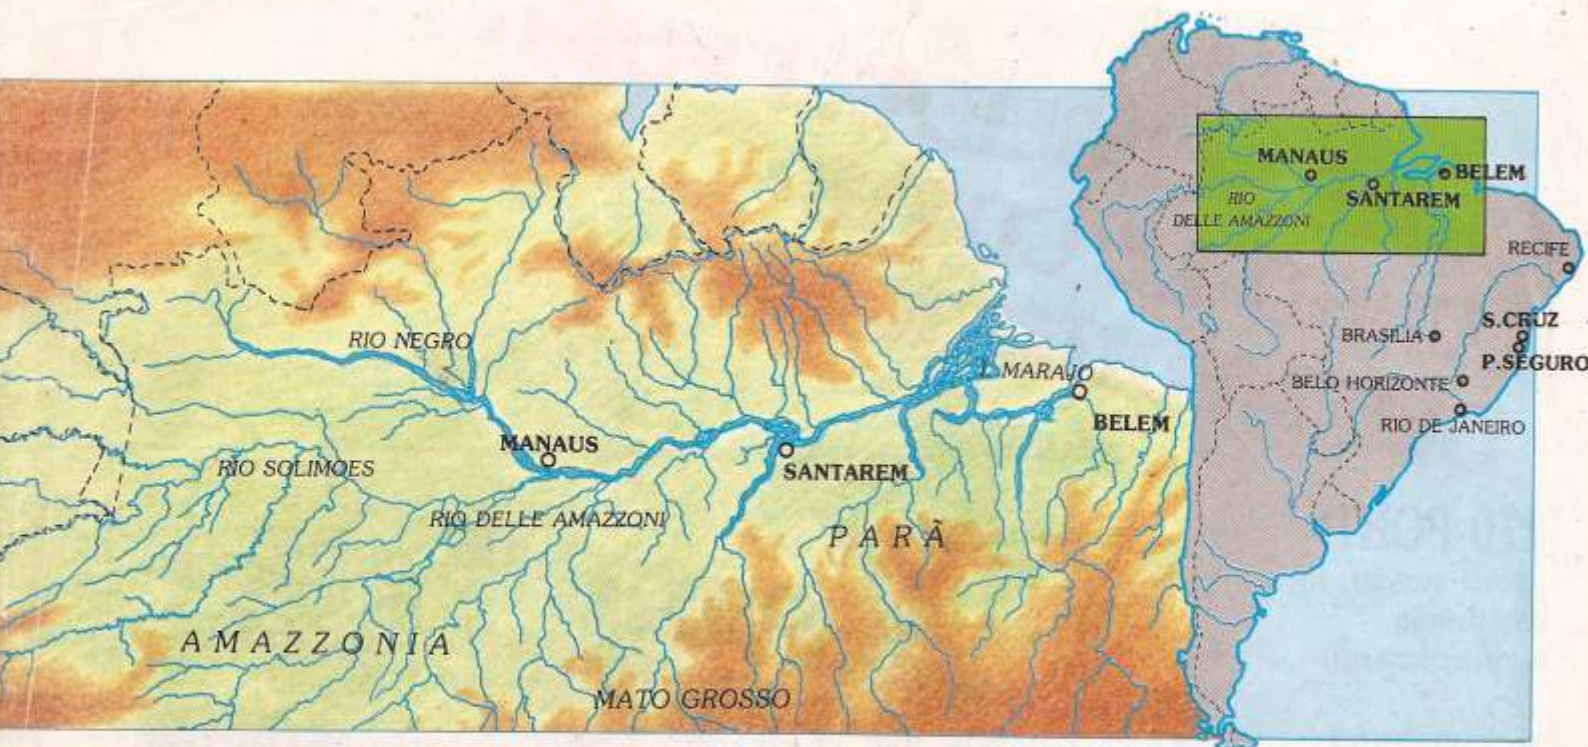 RIO NEGRO
MANAUS
RIO SOLIMOES
RIO DELLE AMAZZONI
SANTAREM
I. MARAJO
BELEM
PARÀ
AMAZZONIA
MATO GROSSO
MANAUS
BELEM
RIO
DELLE AMAZZONI
SANTAREM
RECIFE
S.CRUZ
BRASILIA
P.SEGURO
BELO HORIZONTE
RIO DE JANEIRO